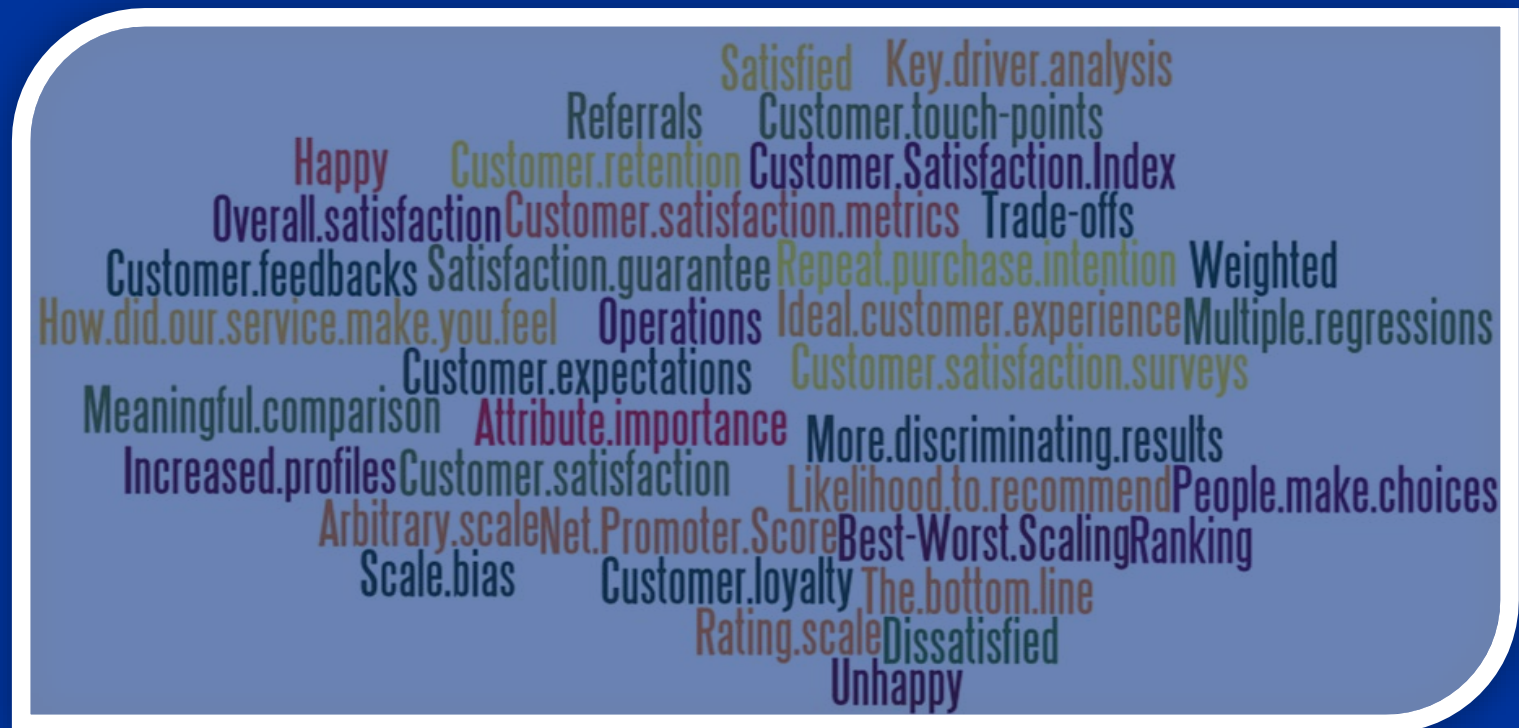 Satisfied Key.driver.analysis
Referrals Customer.touch-points
Happy Customer.retention Customer.Satisfaction.Index
Overall.satisfaction Customer.satisfaction.metrics Trade-offs
Customer.feedbacks Satisfaction.guarantee Repeat.purchase.intention Weighted
How.did.our.service.make.you.feel Operations Ideal.customer.experience Multiple.regressions
Customer.expectations Customer.satisfaction.surveys
Meaningful.comparison Attribute.importance More.discriminating.results
Increased.profiles Customer.satisfaction Likelihood.to.recommend People.make.choices
Arbitrary.scale Net.Promoter.Score Best-Worst.Scaling Ranking
Scale.bias Customer.loyalty The.bottom.line
Rating.scale Dissatisfied
Unhappy